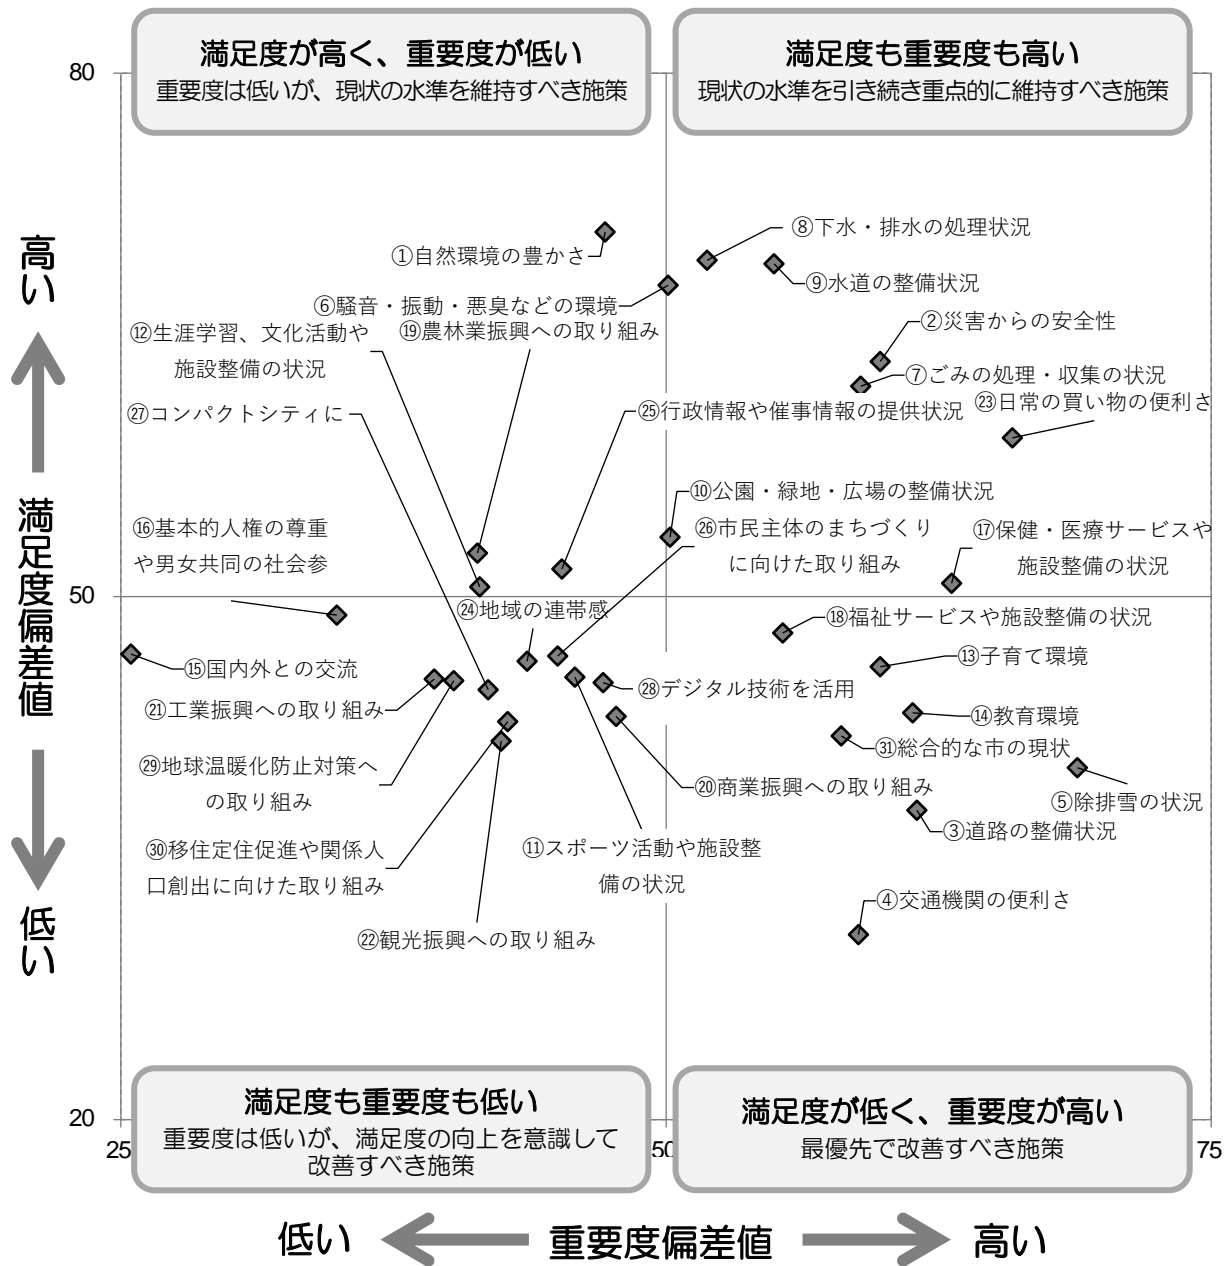 満足度が高く、重要度が低い
重要度は低いが、現状の水準を維持すべき施策
満足度も重要度も高い
現状の水準を引き続き重点的に維持すべき施策
80
高い
①自然環境の豊かさ
⑧下水・排水の処理状況
⑨水道の整備状況
⑥騒音・振動・悪臭などの環境
⑫生涯学習、文化活動や
施設整備の状況
⑲農林業振興への取り組み
②災害からの安全性
⑦ごみの処理・収集の状況
㉗コンパクトシティに
㉕行政情報や催事情報の提供状況
㉓日常の買い物の便利さ
満足度偏差値
⑩公園・緑地・広場の整備状況
⑯基本的人権の尊重
や男女共同の社会参
㉖市民主体のまちづくり
に向けた取り組み
⑰保健・医療サービスや
施設整備の状況
50
㉔地域の連帯感
⑱福祉サービスや施設整備の状況
⑮国内外との交流
⑬子育て環境
㉑工業振興への取り組み
㉘デジタル技術を活用
⑭教育環境
㉛総合的な市の現状
㉙地球温暖化防止対策へ
の取り組み
⑳商業振興への取り組み
⑤除排雪の状況
③道路の整備状況
㉚移住定住促進や関係人
口創出に向けた取り組み
⑪スポーツ活動や施設整
備の状況
④交通機関の便利さ
㉒観光振興への取り組み
低い
満足度も重要度も低い
重要度は低いが、満足度の向上を意識して
改善すべき施策
満足度が低く、重要度が高い
最優先で改善すべき施策
20
25
50
75
低い
重要度偏差値
高い